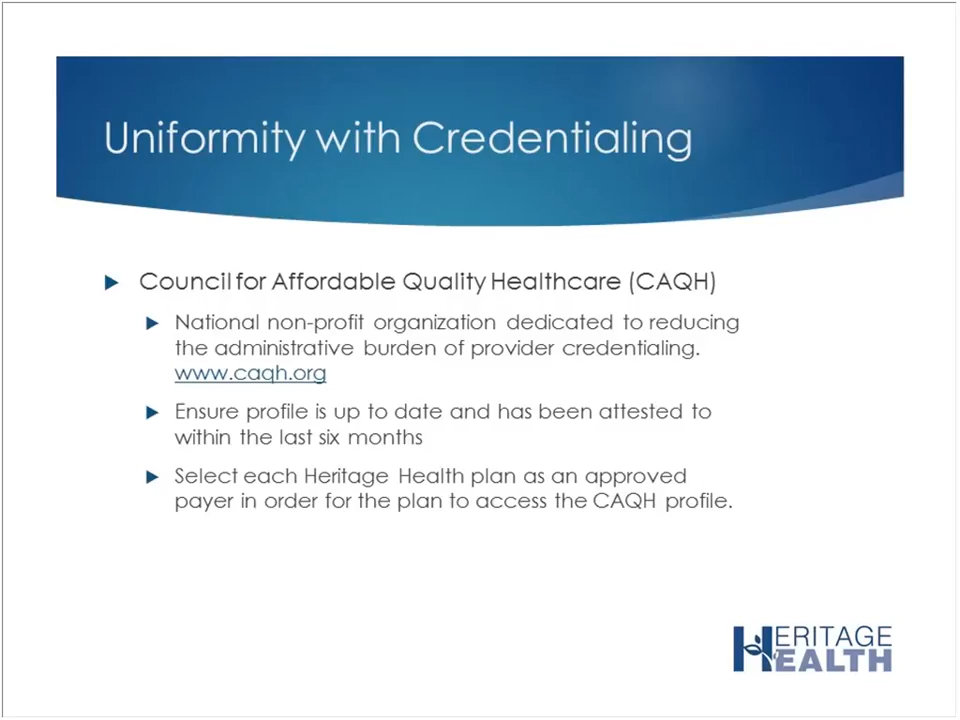 Uniformity with Credentialing
Council for Affordable Quality Healthcare (CAQH)
National non-profit organization dedicated to reducing
the administrative burden of provider credentialing.
www.caqh.org
Ensure profile is up to date and has been attested to
within the last six months
Select each Heritage Health plan as an approved
payer in order for the plan to access the CAQH profile.
HERITAGE
HEALTH